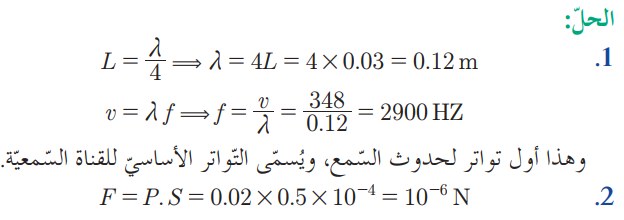 الحلّ:
1. L = λ/4 ⟹ λ = 4L = 4 × 0.03 = 0.12 m
v = λ f ⟹ f = v/λ = 348/0.12 = 2900 HZ
وهذا أول تواتر لحدوث السّمع، ويُسمّى التّواتر الأساسيّ للقناة السّمعيّة.
2. F = P. S = 0.02 × 0.5 × 10⁻⁴ = 10⁻⁶ N